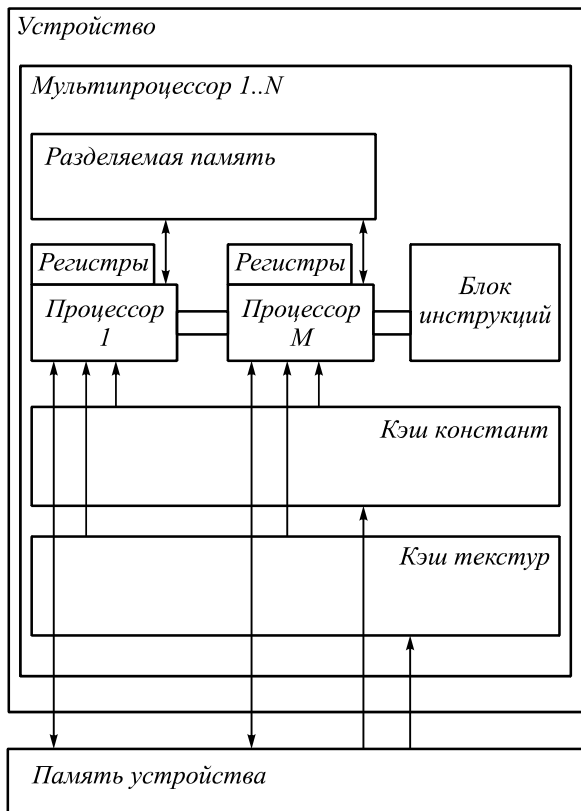 Устройство
Мультипроцессор 1..N
Разделяемая память
Регистры
Регистры
Процессор
1
Процессор
M
Блок
инструкций
Кэш констант
Кэш текстур
Память устройства